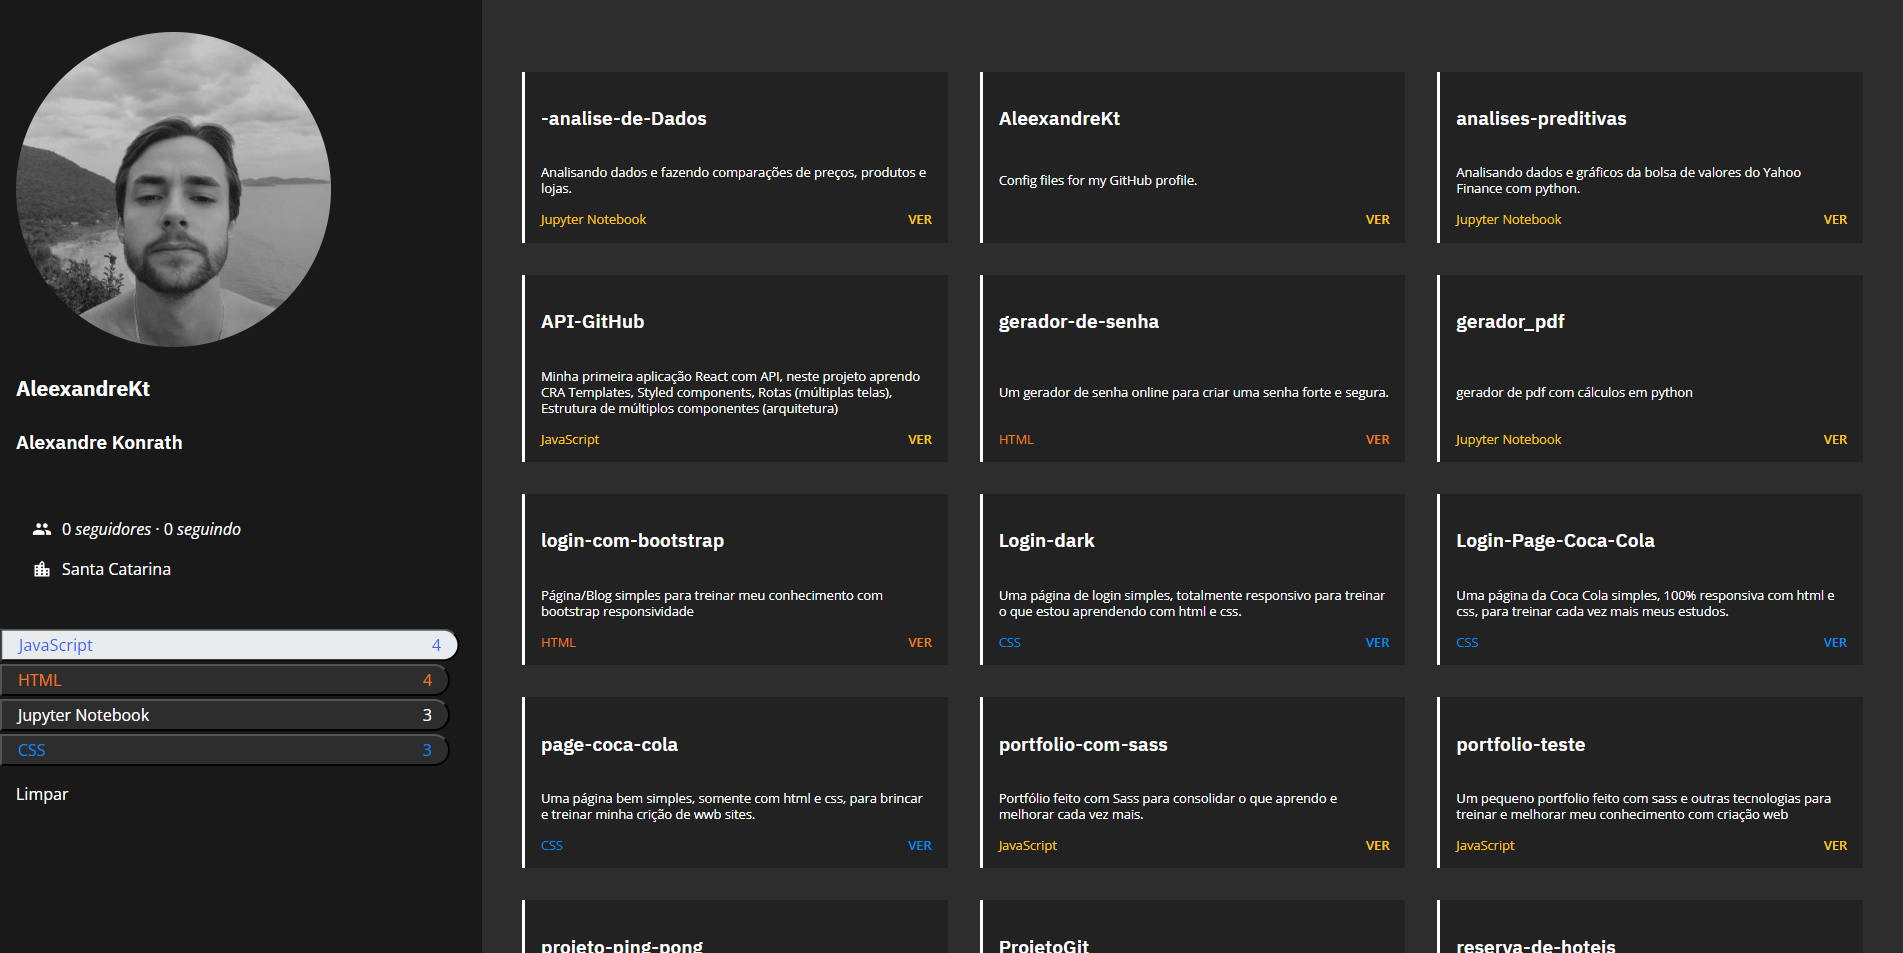 AleexandreKt
Alexandre Konrath
0 seguidores · 0 seguindo
Santa Catarina
JavaScript 4
HTML 4
Jupyter Notebook 3
CSS 3
Limpar
-analise-de-Dados
Analisando dados e fazendo comparações de preços, produtos e
lojas.
Jupyter Notebook VER
AleexandreKt
Config files for my GitHub profile.
VER
analises-preditivas
Analisando dados e gráficos da bolsa de valores do Yahoo
Finance com python.
Jupyter Notebook VER
API-GitHub
Minha primeira aplicação React com API, neste projeto aprendo
CRA Templates, Styled components, Rotas (múltiplas telas),
Estrutura de múltiplos componentes (arquitetura)
JavaScript VER
gerador-de-senha
Um gerador de senha online para criar uma senha forte e segura.
HTML VER
gerador_pdf
gerador de pdf com cálculos em python
Jupyter Notebook VER
login-com-bootstrap
Página/Blog simples para treinar meu conhecimento com
bootstrap responsividade
HTML VER
Login-dark
Uma página de login simples, totalmente responsivo para treinar
o que estou aprendendo com html e css.
CSS VER
Login-Page-Coca-Cola
Uma página da Coca Cola simples, 100% responsiva com html e
css, para treinar cada vez mais meus estudos.
CSS VER
page-coca-cola
Uma página bem simples, somente com html e css, para brincar
e treinar minha crição de wwb sites.
CSS VER
portfolio-com-sass
Portfólio feito com Sass para consolidar o que aprendo e
melhorar cada vez mais.
JavaScript VER
portfolio-teste
Um pequeno portfolio feito com sass e outras tecnologias para
treinar e melhorar meu conhecimento com criação web
JavaScript VER
projeto-ping-pong
ProjetoGit
reserva-de-hoteis